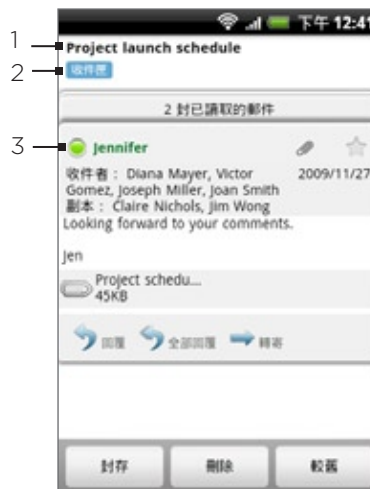 下午 12:41
1
Project launch schedule
2
收件匣
2 封已讀取的郵件
3
Jennifer
收件者： Diana Mayer, Victor Gomez, Joseph Miller, Joan Smith
2009/11/27
副本： Claire Nichols, Jim Wong
Looking forward to your comments.
Jen
Project schedu...
45KB
回覆 全部回覆 轉寄
封存 刪除 較舊